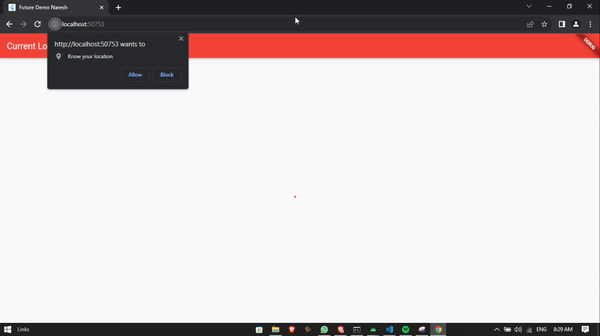 Future Demo Naresh
localhost:50753
Current Lo
DEBUG
http://localhost:50753 wants to
Know your location
Allow
Block
Links
ENG
8:29 AM